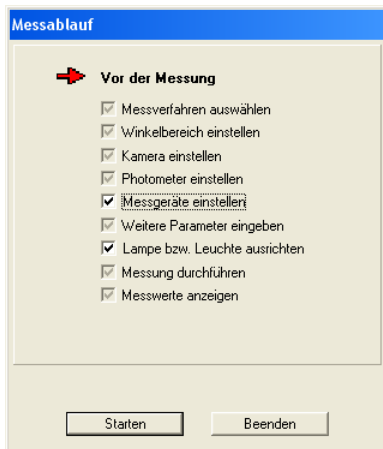 Messablauf
Vor der Messung
Messverfahren auswählen
Winkelbereich einstellen
Kamera einstellen
Photometer einstellen
Messgeräte einstellen
Weitere Parameter eingeben
Lampe bzw. Leuchte ausrichten
Messung durchführen
Messwerte anzeigen
Starten Beenden